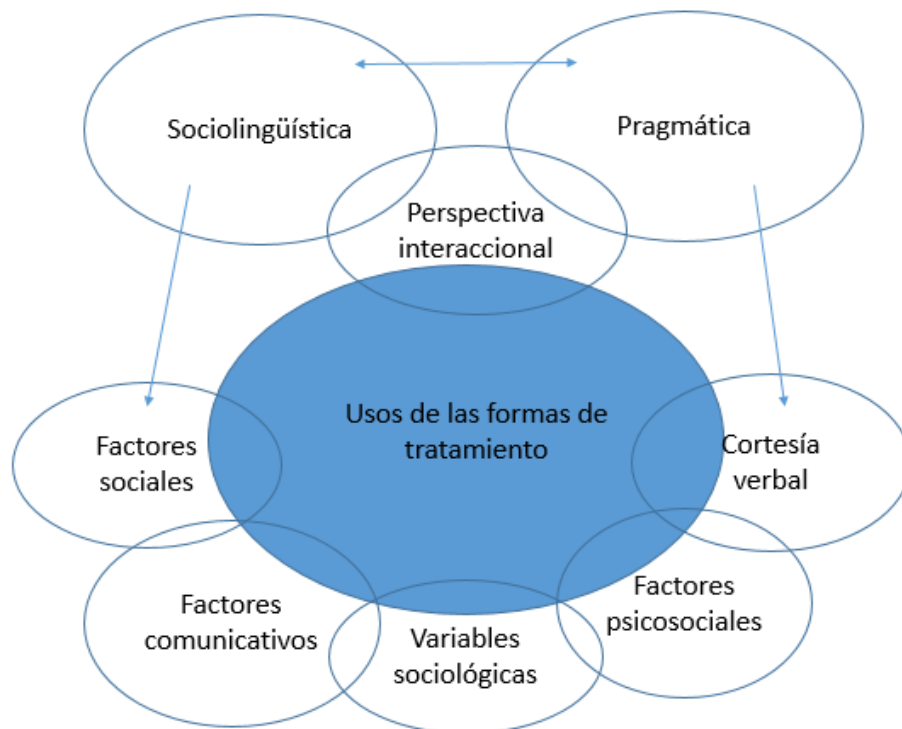 Sociolingüística
Pragmática
Perspectiva
interaccional
Usos de las formas de
tratamiento
Factores
sociales
Cortesía
verbal
Factores
comunicativos
Variables
sociológicas
Factores
psicosociales